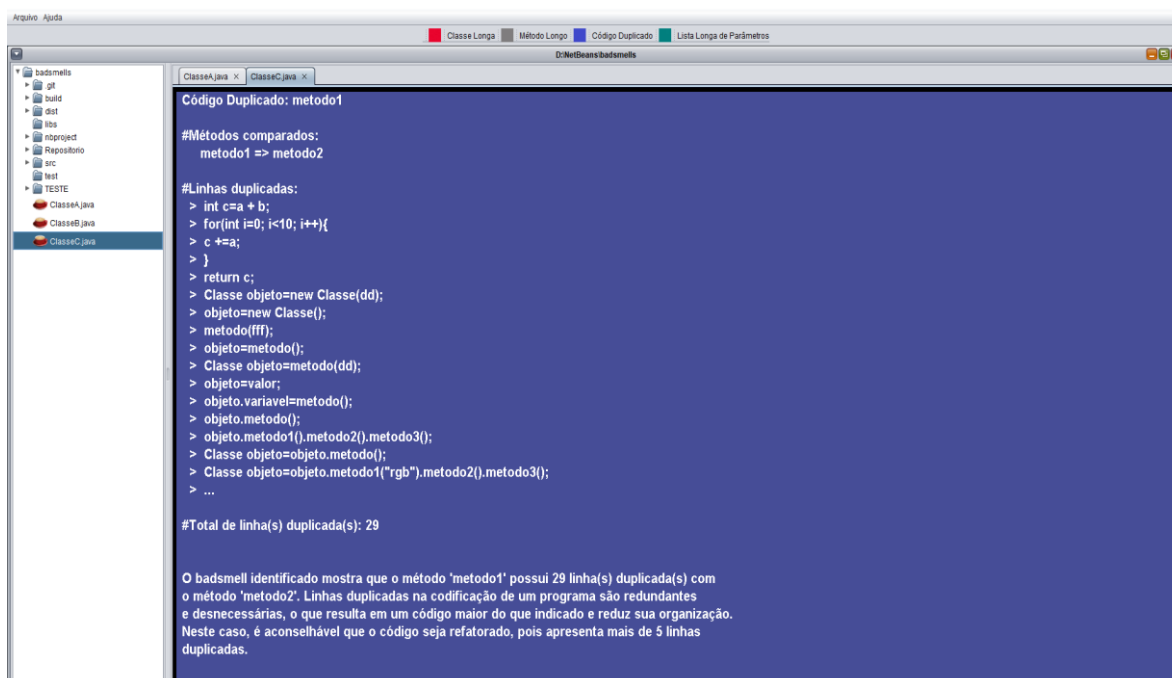 Arquivo Ajuda
Classe Longa Método Longo Código Duplicado Lista Longa de Parâmetros
D:\NetBeans\badsmells
badsmells
.git
build
dist
libs
nbproject
Repositorio
src
test
TESTE
ClasseA.java
ClasseB.java
ClasseC.java
ClasseA.java × ClasseC.java ×
Código Duplicado: metodo1
#Métodos comparados:
metodo1 => metodo2
#Linhas duplicadas:
> int c=a + b;
> for(int i=0; i<10; i++){
> c +=a;
> }
> return c;
> Classe objeto=new Classe(dd);
> objeto=new Classe();
> metodo(fff);
> objeto=metodo();
> Classe objeto=metodo(dd);
> objeto=valor;
> objeto.variavel=metodo();
> objeto.metodo();
> objeto.metodo1().metodo2().metodo3();
> Classe objeto=objeto.metodo();
> Classe objeto=objeto.metodo1("rgb").metodo2().metodo3();
> ...
#Total de linha(s) duplicada(s): 29
O badsmell identificado mostra que o método 'metodo1' possui 29 linha(s) duplicada(s) com
o método 'metodo2'. Linhas duplicadas na codificação de um programa são redundantes
e desnecessárias, o que resulta em um código maior do que indicado e reduz sua organização.
Neste caso, é aconselhável que o código seja refatorado, pois apresenta mais de 5 linhas
duplicadas.